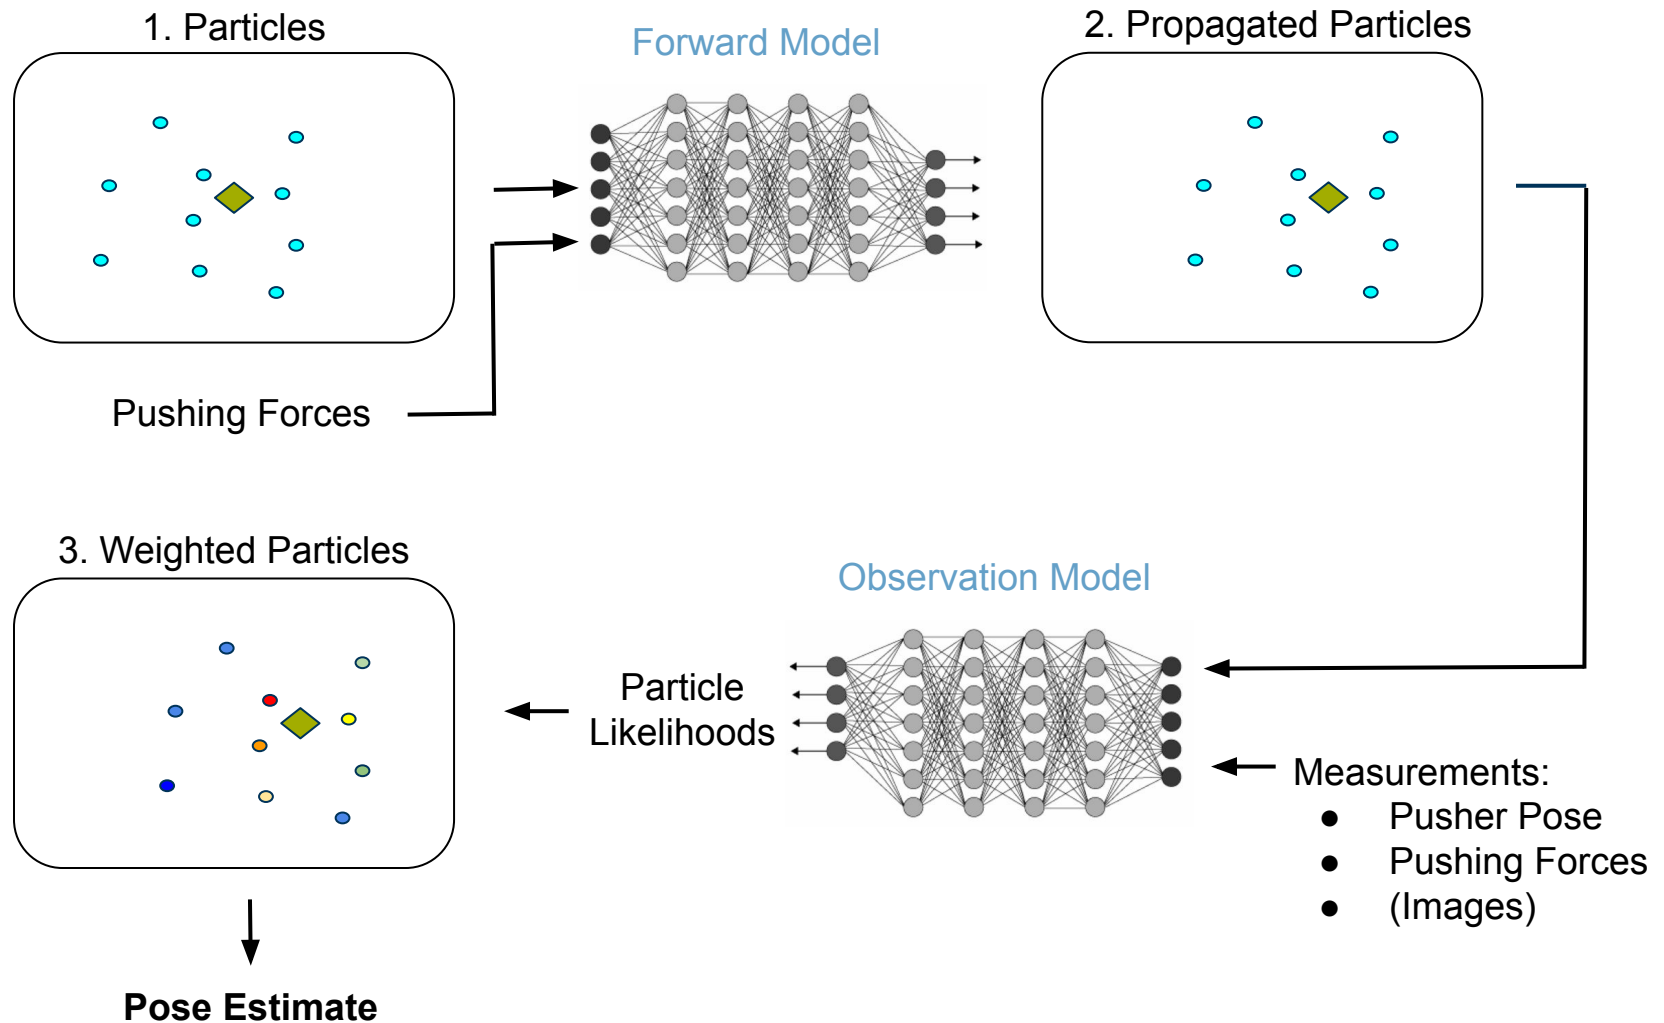 1. Particles
Forward Model
2. Propagated Particles
Pushing Forces
3. Weighted Particles
Observation Model
Particle
Likelihoods
Measurements:
● Pusher Pose
● Pushing Forces
● (Images)
Pose Estimate